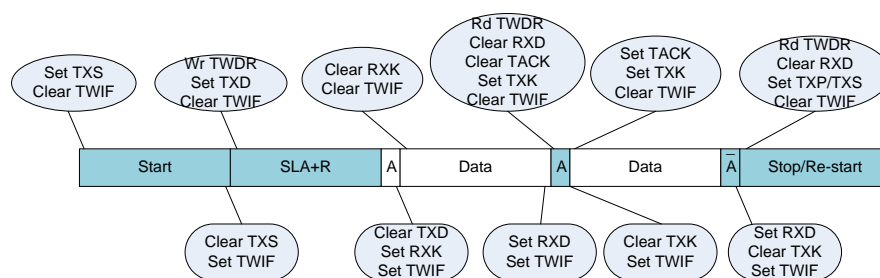 Set TXS
Clear TWIF
Wr TWDR
Set TXD
Clear TWIF
Clear RXK
Clear TWIF
Rd TWDR
Clear RXD
Clear TACK
Set TXK
Clear TWIF
Set TACK
Set TXK
Clear TWIF
Rd TWDR
Clear RXD
Set TXP/TXS
Clear TWIF
Start
SLA+R
A
Data
A
Data
A̅
Stop/Re-start
Clear TXS
Set TWIF
Clear TXD
Set RXK
Set TWIF
Set RXD
Set TWIF
Clear TXK
Set TWIF
Set RXD
Clear TXK
Set TWIF